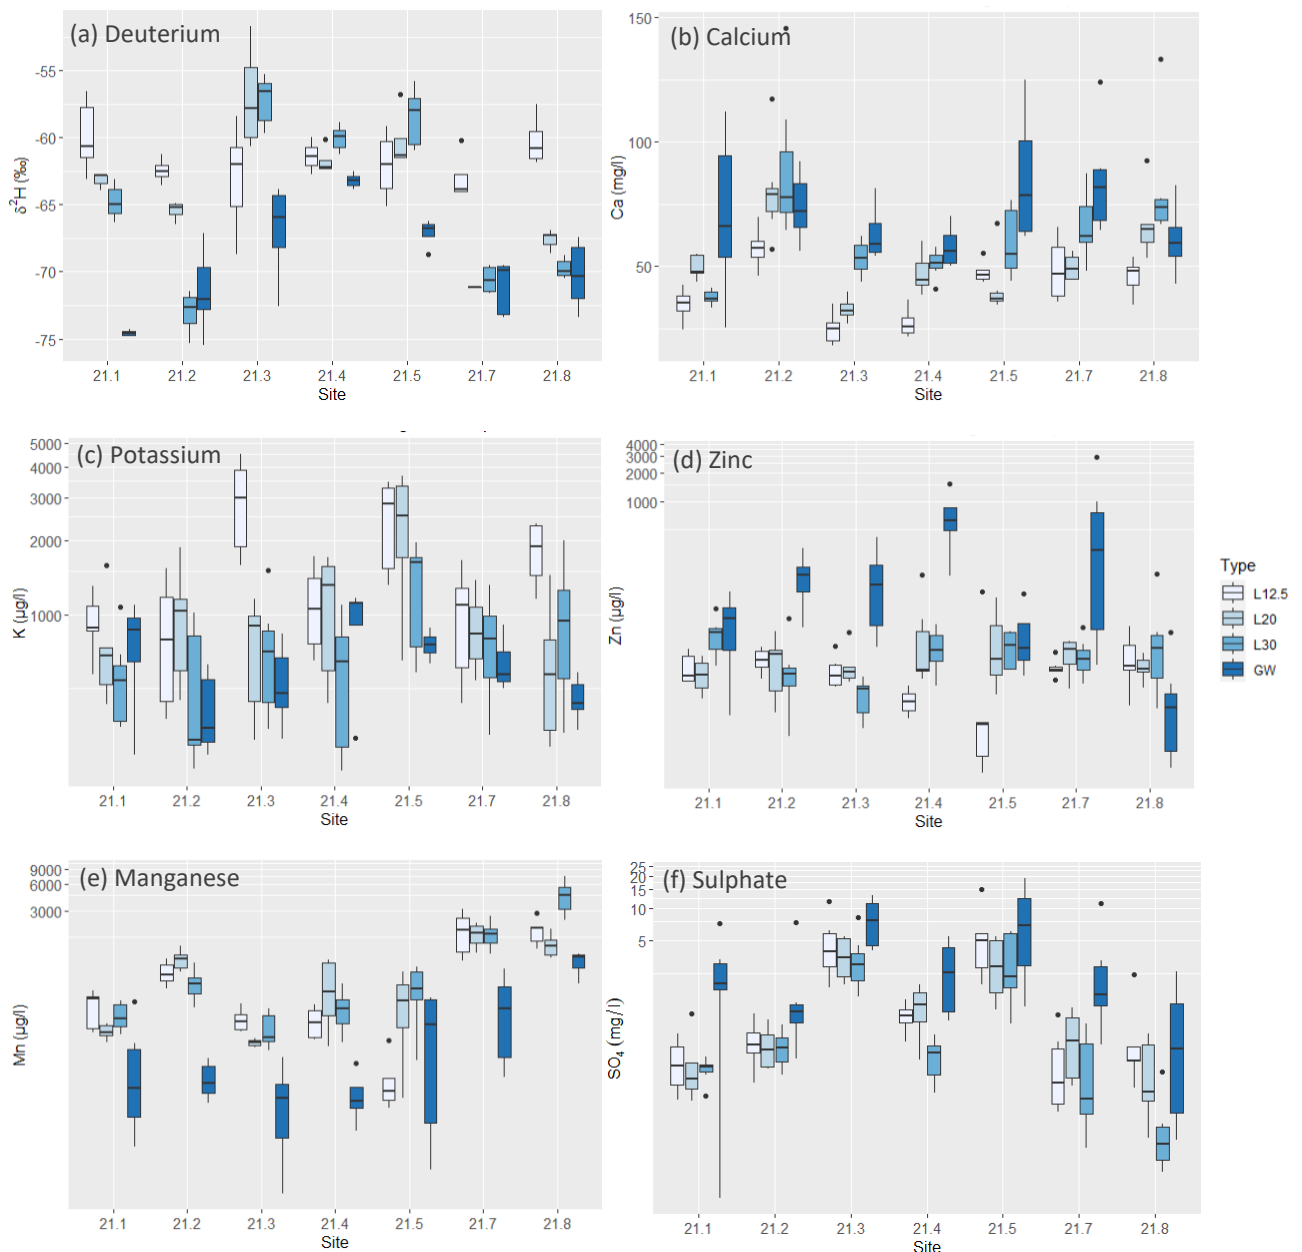 (a) Deuterium
-55
-60
-65
-70
-75
δ²H (‰)
21.1 21.2 21.3 21.4 21.5 21.7 21.8
Site
(b) Calcium
150
100
50
Ca (mg/l)
21.1 21.2 21.3 21.4 21.5 21.7 21.8
Site
(c) Potassium
5000
4000
3000
2000
1000
K (µg/l)
21.1 21.2 21.3 21.4 21.5 21.7 21.8
Site
(d) Zinc
4000
3000
2000
1000
Zn (µg/l)
21.1 21.2 21.3 21.4 21.5 21.7 21.8
Site
Type
L12.5
L20
L30
GW
(e) Manganese
9000
6000
3000
Mn (µg/l)
21.1 21.2 21.3 21.4 21.5 21.7 21.8
Site
(f) Sulphate
25
20
15
10
5
SO₄ (mg/l)
21.1 21.2 21.3 21.4 21.5 21.7 21.8
Site